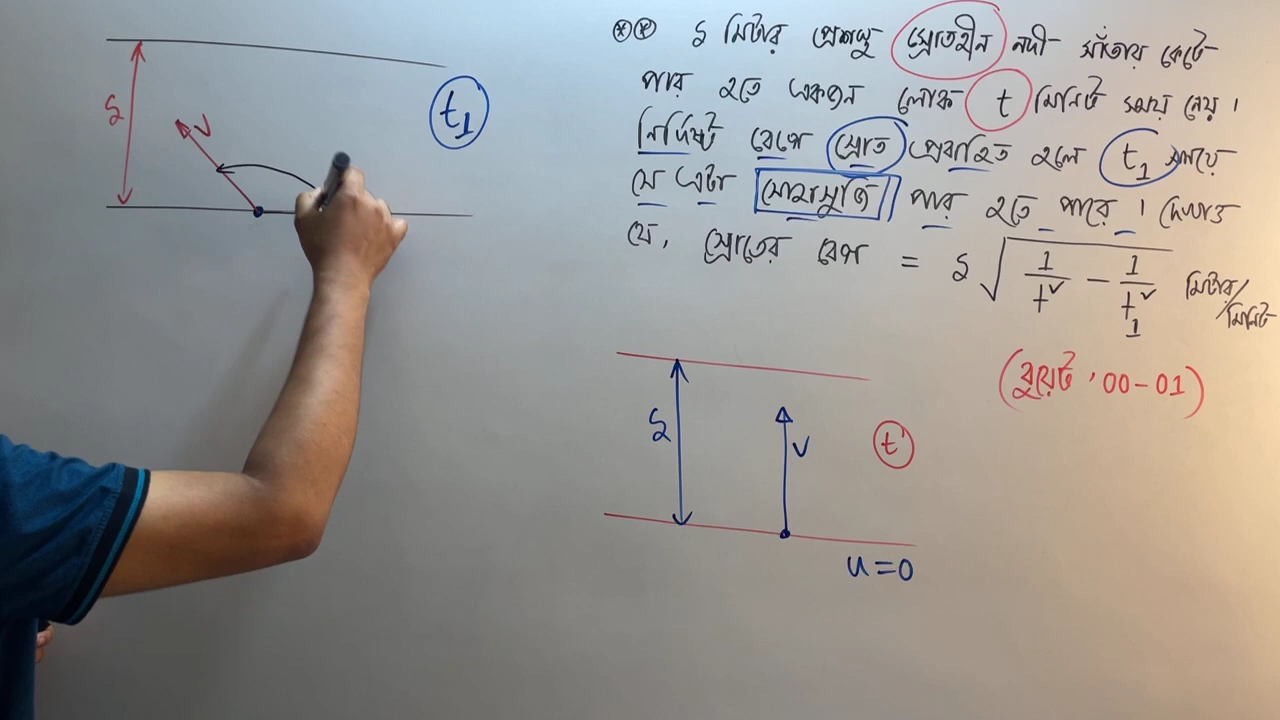 S মিটার প্রশস্থ স্রোতহীন নদী সাঁতার কেটে
পার হতে একজন লোক t মিনিট সময় নেয়।
নির্দিষ্ট বেগে স্রোত প্রবাহিত হলে t₁ সময়ে
সে এটা সোজাসুজি পার হতে পারে। দেখাও
যে, স্রোতের বেগ = S√(1/t² − 1/t₁²) মিটার/মিনিট
(বুয়েট '00-01)
S
V
t₁
S
V
t
u=0